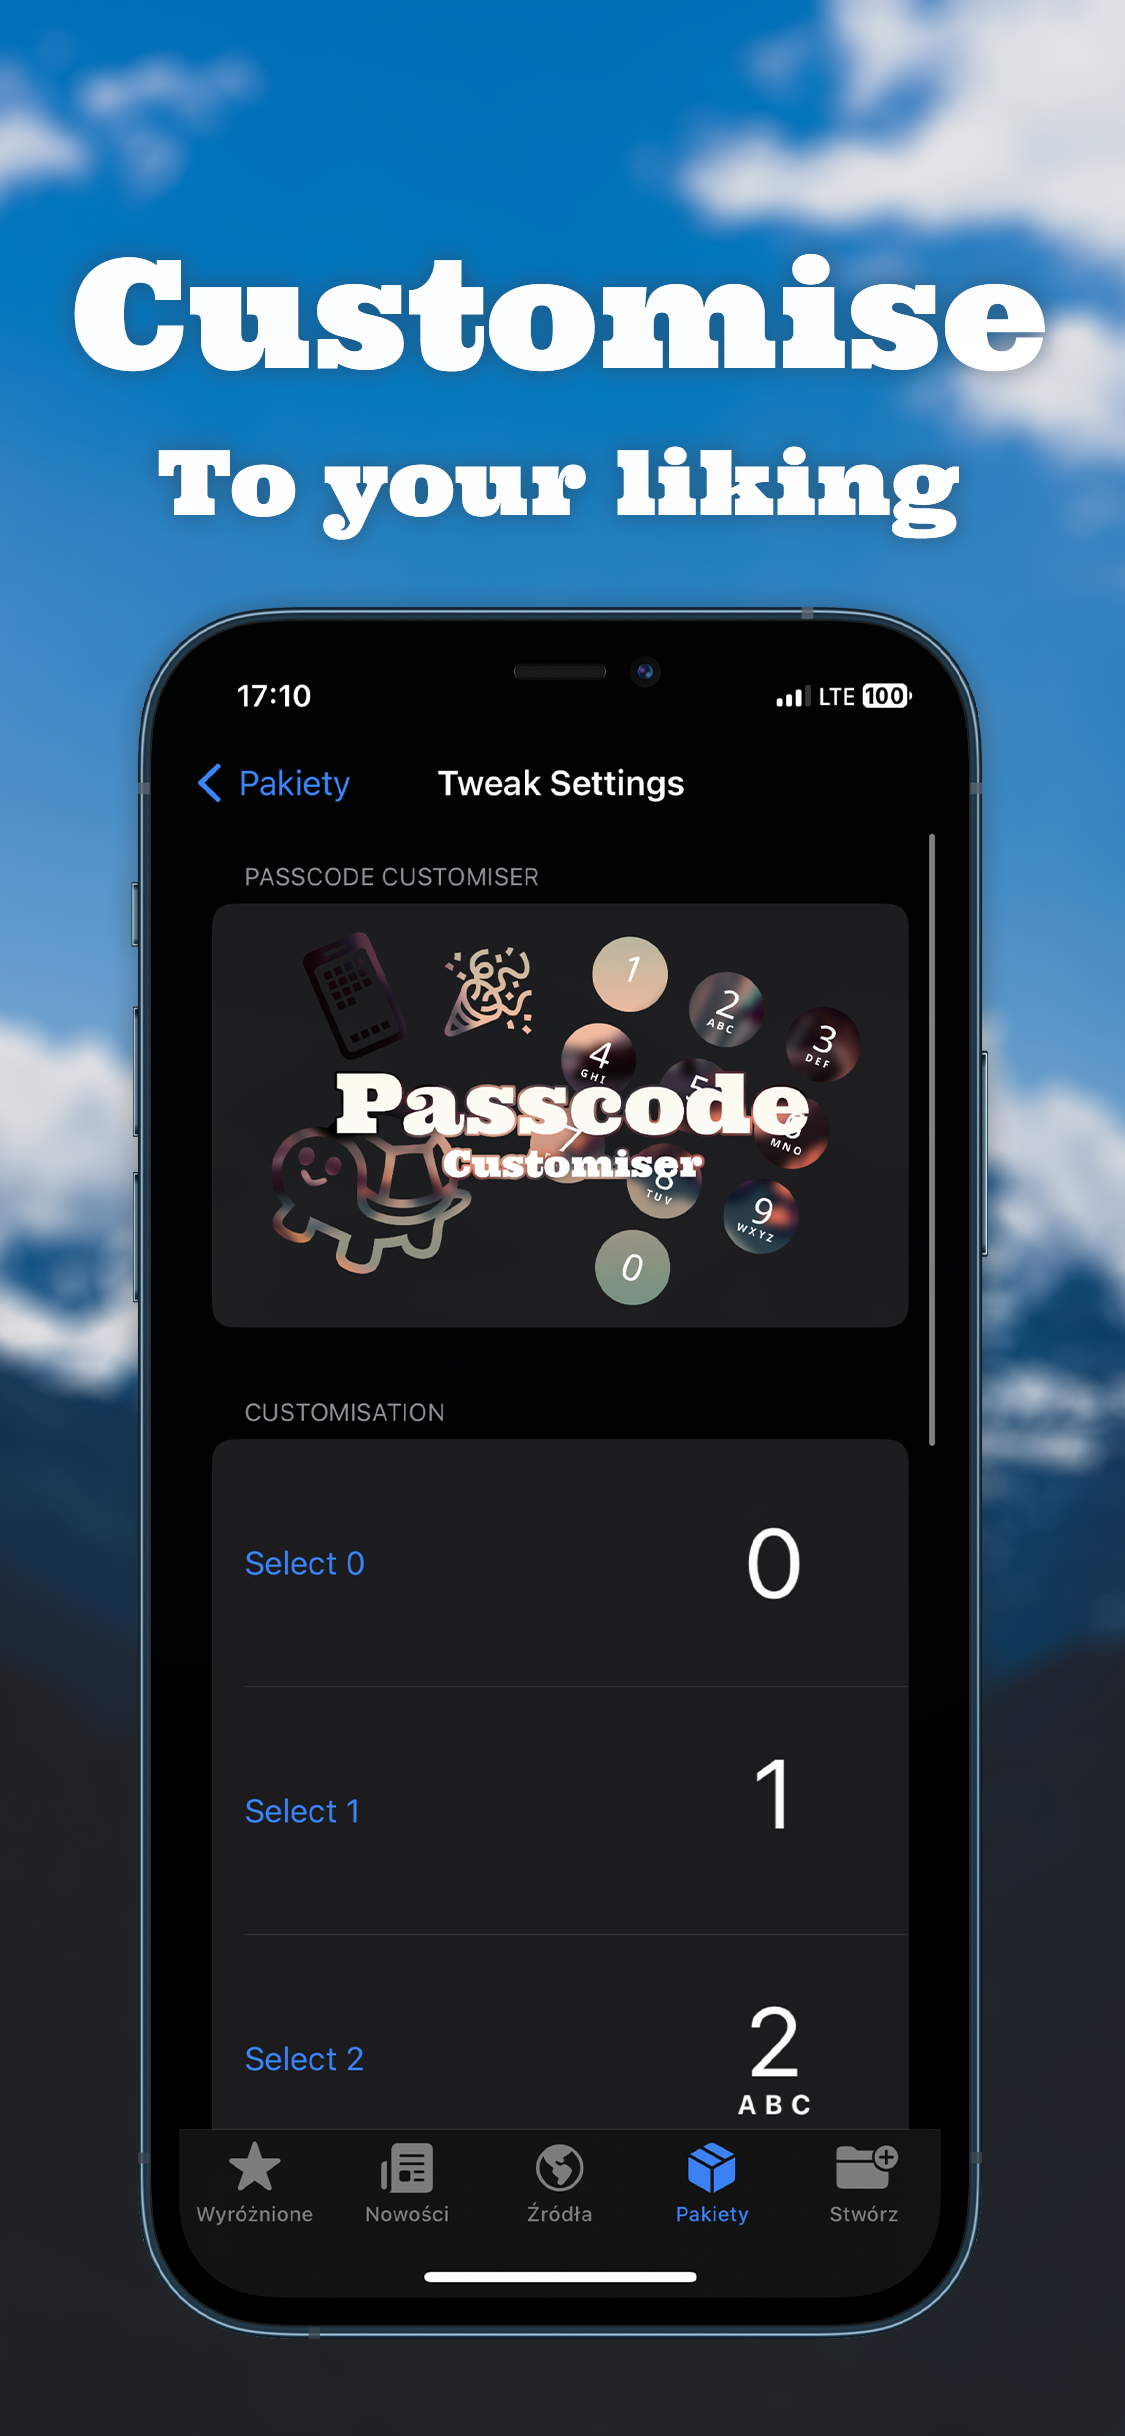 Customise
To your liking
17:10
LTE 100
Pakiety
Tweak Settings
PASSCODE CUSTOMISER
1
2
ABC
3
DEF
4
GHI
5
Passcode
MNO
7
Customiser
8
TUV
9
WXYZ
0
CUSTOMISATION
Select 0
0
Select 1
1
Select 2
2
ABC
Wyróżnione
Nowości
Źródła
Pakiety
Stwórz